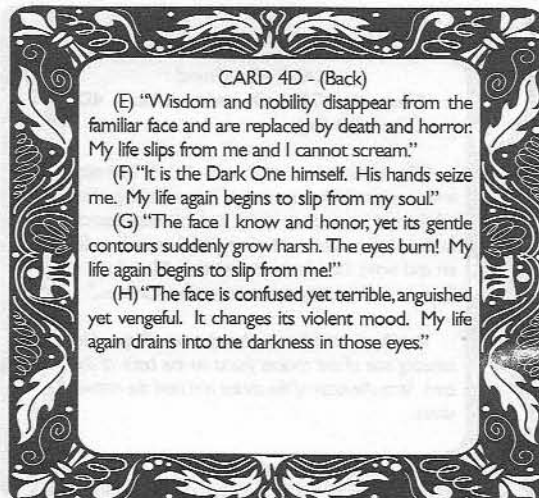 CARD 4D - (Back)
(E) "Wisdom and nobility disappear from the
familiar face and are replaced by death and horror.
My life slips from me and I cannot scream."
(F) "It is the Dark One himself. His hands seize
me. My life again begins to slip from my soul."
(G) "The face I know and honor, yet its gentle
contours suddenly grow harsh. The eyes burn! My
life again begins to slip from me!"
(H) "The face is confused yet terrible, anguished
yet vengeful. It changes its violent mood. My life
again drains into the darkness in those eyes."